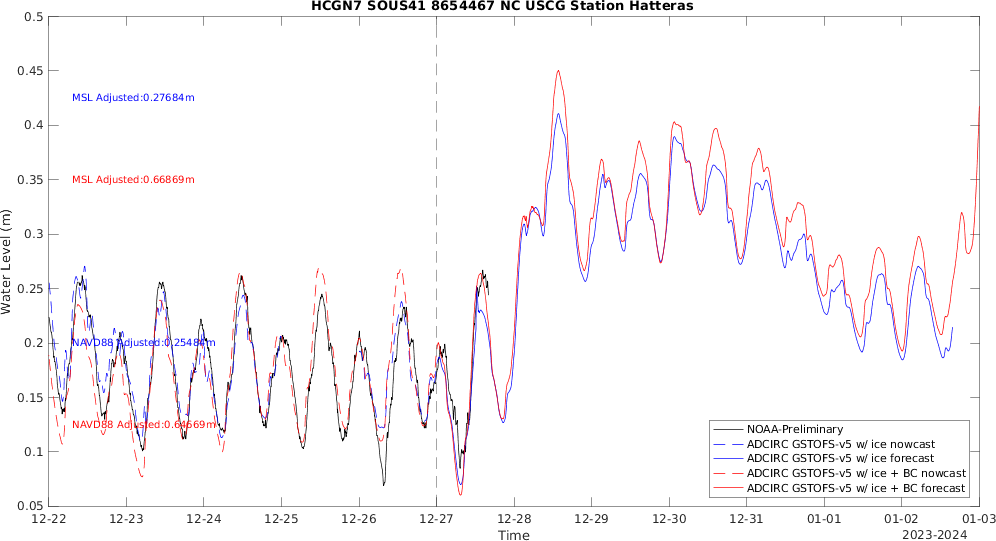 HCGN7 SOUS41 8654467 NC USCG Station Hatteras
0.5
0.45
0.4
0.35
0.3
0.25
0.2
0.15
0.1
0.05
Water Level (m)
MSL Adjusted:0.27684m
MSL Adjusted:0.66869m
NAVD88 Adjusted:0.25484m
NAVD88 Adjusted:0.64669m
NOAA-Preliminary
ADCIRC GSTOFS-v5 w/ ice nowcast
ADCIRC GSTOFS-v5 w/ ice forecast
ADCIRC GSTOFS-v5 w/ ice + BC nowcast
ADCIRC GSTOFS-v5 w/ ice + BC forecast
12-22 12-23 12-24 12-25 12-26 12-27 12-28 12-29 12-30 12-31 01-01 01-02 01-03
Time
2023-2024